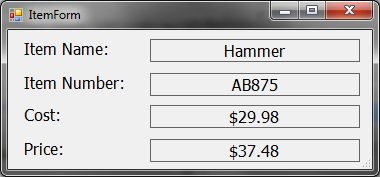 ItemForm
Item Name: Hammer
Item Number: AB875
Cost: $29.98
Price: $37.48